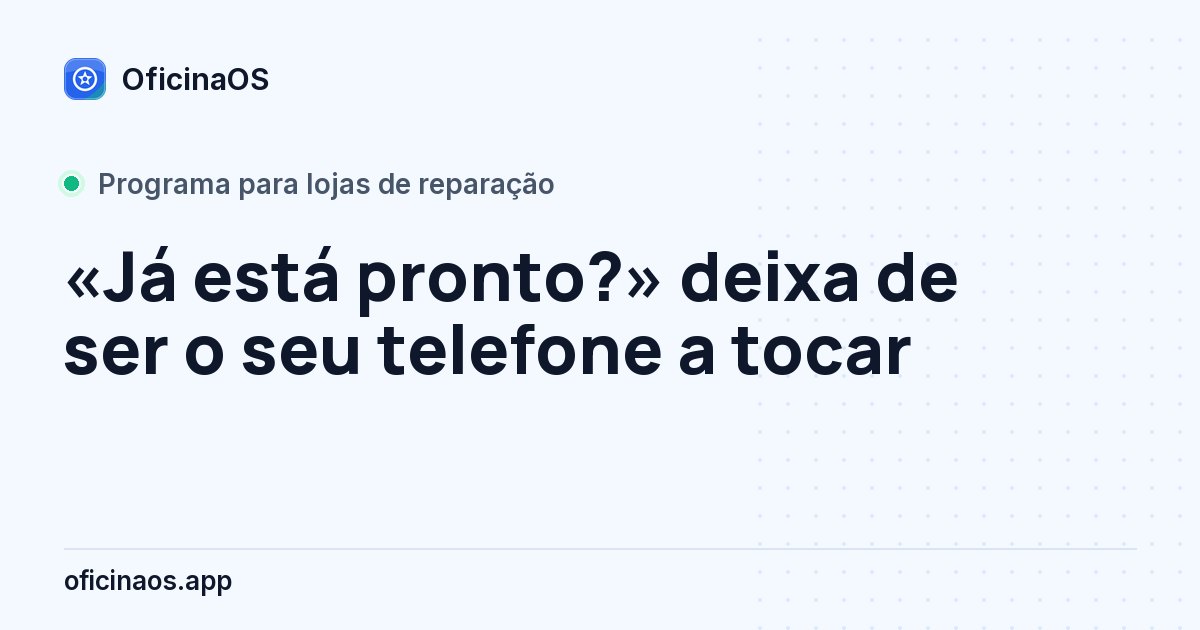 OficinaOS
Programa para lojas de reparação
«Já está pronto?» deixa de
ser o seu telefone a tocar
oficinaos.app